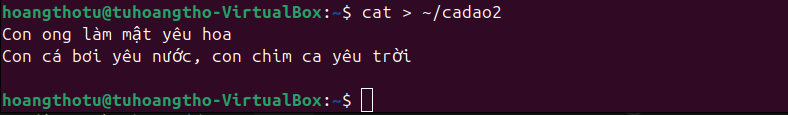 hoangthotu@tuhoangtho-VirtualBox:~$ cat > ~/cadao2
Con ong làm mật yêu hoa
Con cá bơi yêu nước, con chim ca yêu trời
hoangthotu@tuhoangtho-VirtualBox:~$